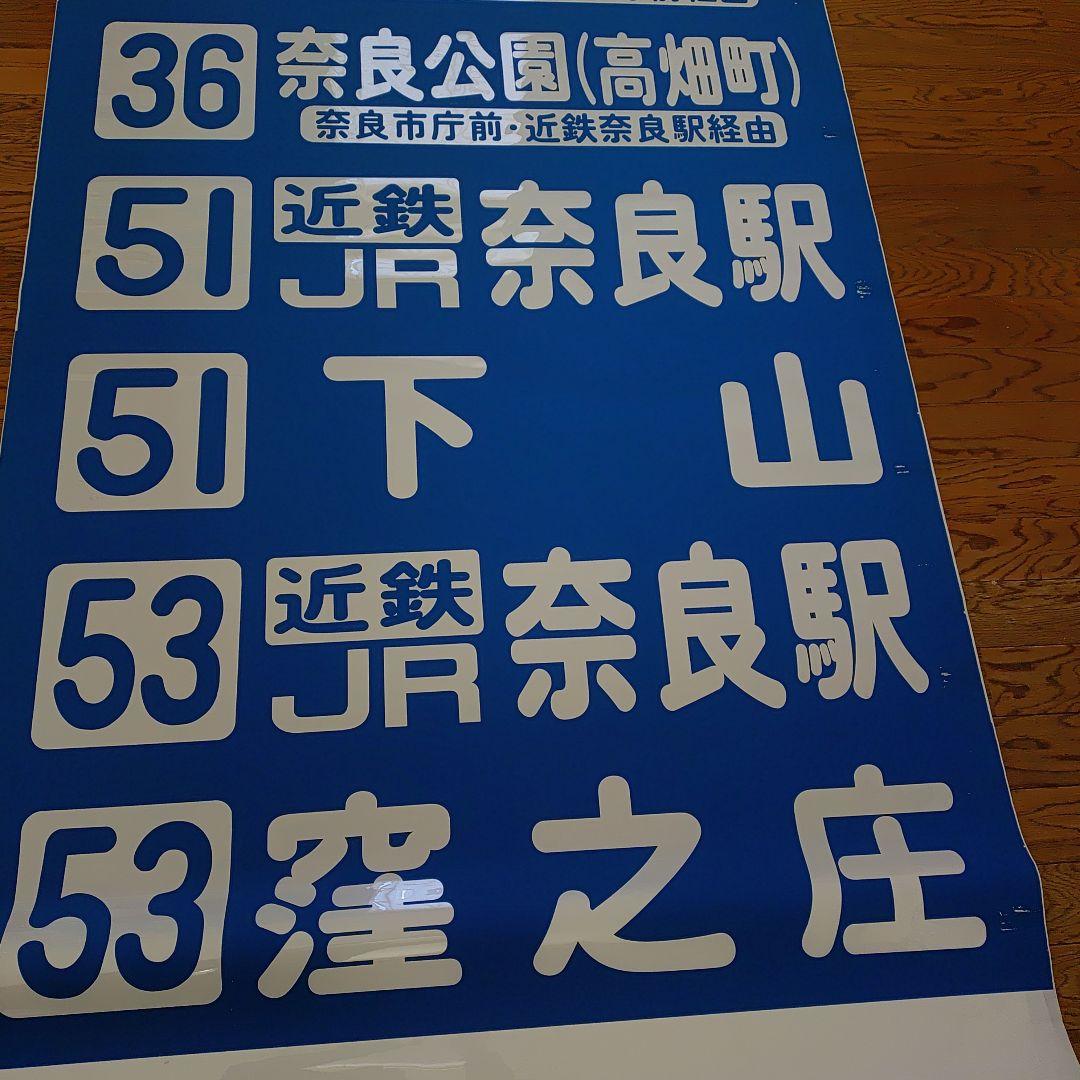 36 奈良公園(高畑町)
奈良市庁前・近鉄奈良駅経由
51 近鉄 JR 奈良駅
51 下山
53 近鉄 JR 奈良駅
53 窪之庄